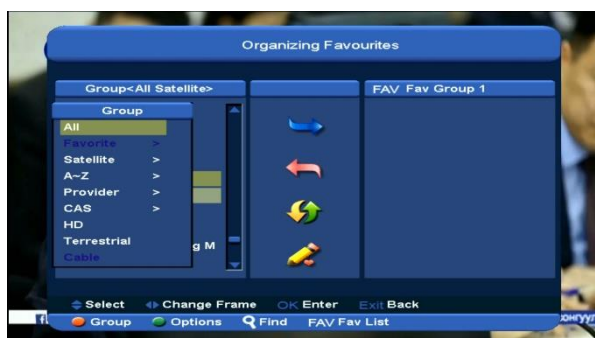 Organizing Favourites
Group<All Satellite>
FAV Fav Group 1
Group
All
Favorite >
Satellite >
A~Z >
Provider >
CAS >
HD
Terrestrial
Cable
g M
Select Change Frame OK Enter Exit Back
Group Options Find FAV Fav List